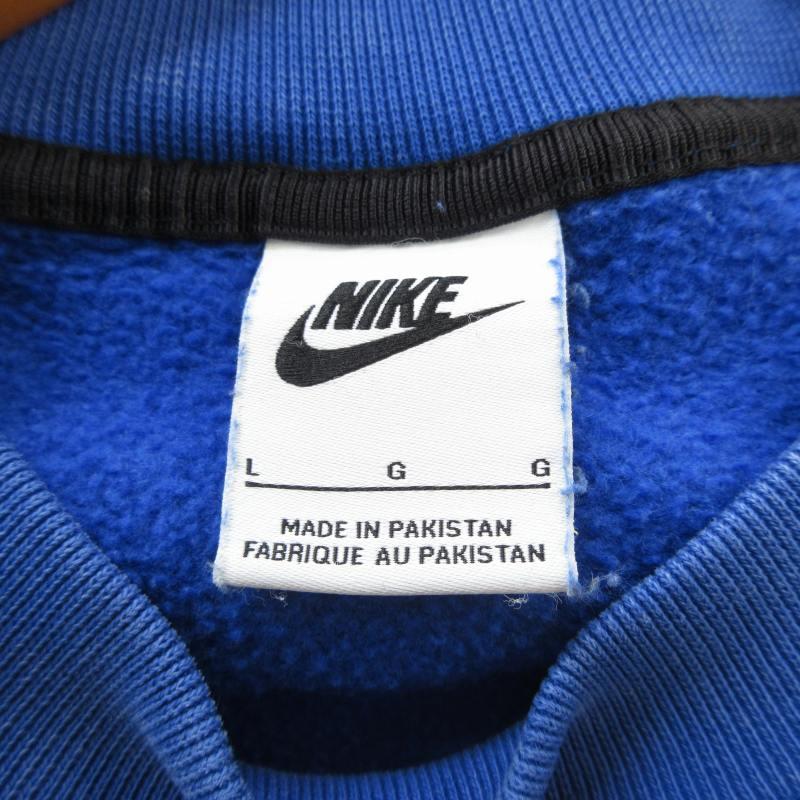 NIKE
L G G
MADE IN PAKISTAN
FABRIQUE AU PAKISTAN